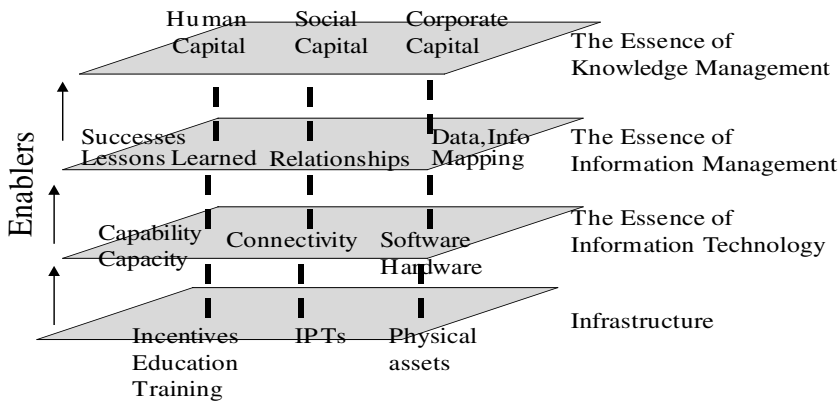 Human Social Corporate
Capital Capital Capital
The Essence of
Knowledge Management
Enablers
Successes Data,Info
Lessons Learned Relationships Mapping
The Essence of
Information Management
Capability Connectivity Software
Capacity Hardware
The Essence of
Information Technology
Incentives IPTs Physical
Education assets
Training
Infrastructure